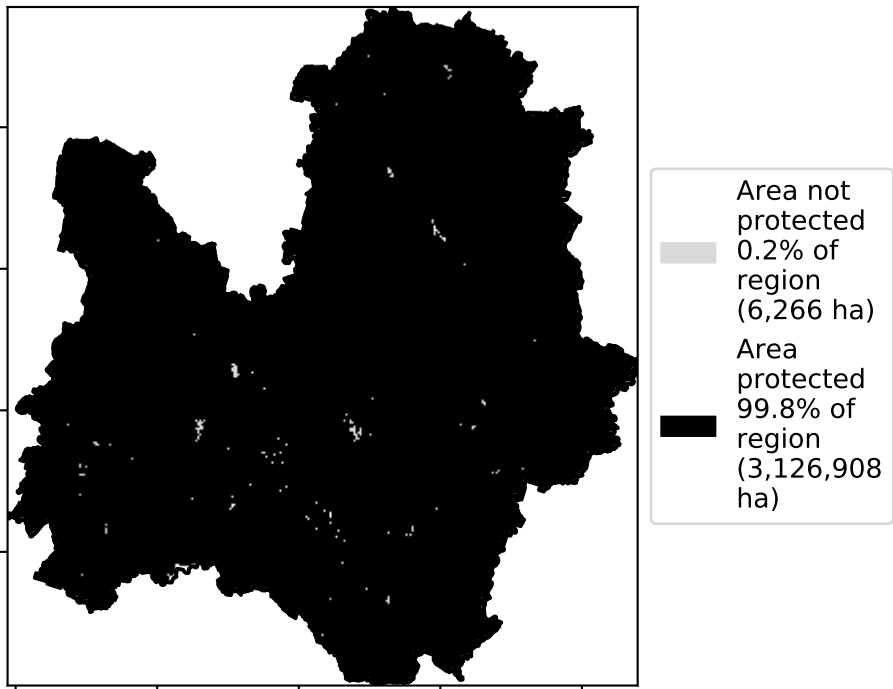 Area not
protected
0.2% of
region
(6,266 ha)
Area
protected
99.8% of
region
(3,126,908
ha)